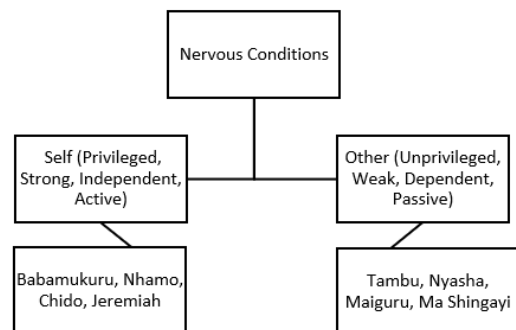 Nervous Conditions
Self (Privileged,
Strong, Independent,
Active)
Other (Unprivileged,
Weak, Dependent,
Passive)
Babamukuru, Nhamo,
Chido, Jeremiah
Tambu, Nyasha,
Maiguru, Ma Shingayi